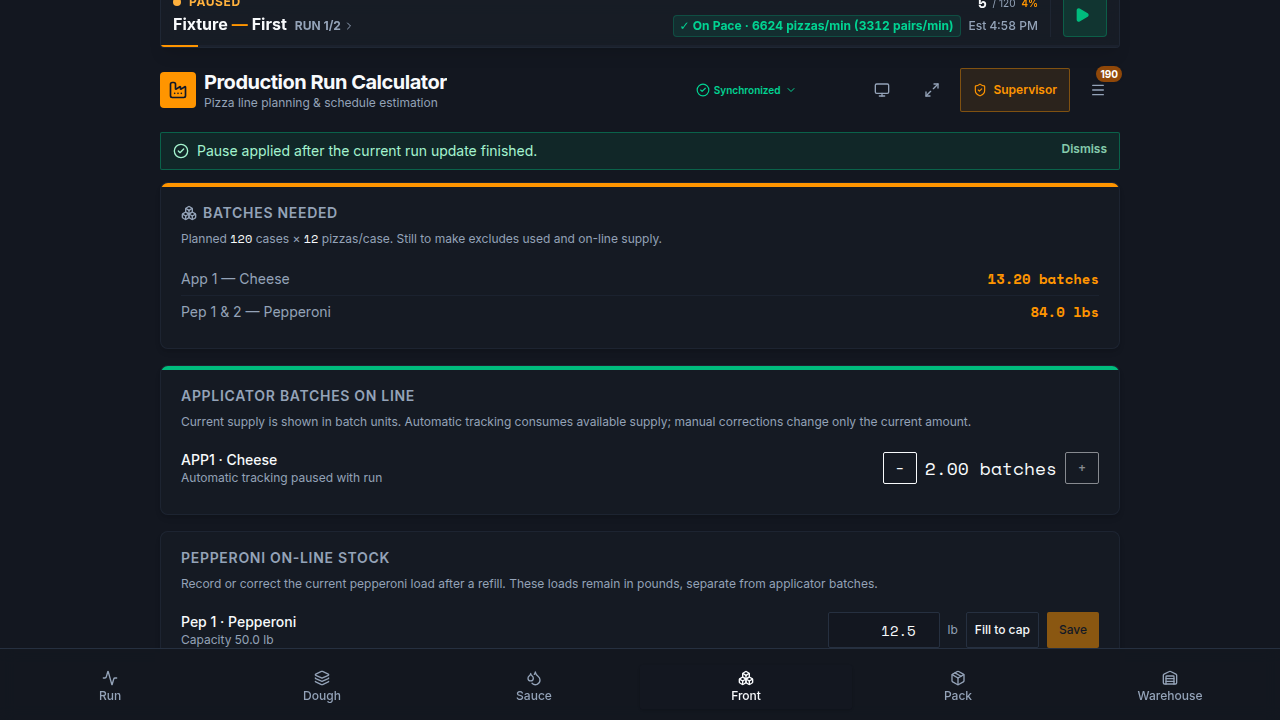 PAUSED
5 / 120 4%
Fixture — First RUN 1/2 ›
✓ On Pace · 6624 pizzas/min (3312 pairs/min) Est 4:58 PM
Production Run Calculator
Pizza line planning & schedule estimation
Synchronized
Supervisor
190
Pause applied after the current run update finished.
Dismiss
BATCHES NEEDED
Planned 120 cases × 12 pizzas/case. Still to make excludes used and on-line supply.
App 1 — Cheese 13.20 batches
Pep 1 & 2 — Pepperoni 84.0 lbs
APPLICATOR BATCHES ON LINE
Current supply is shown in batch units. Automatic tracking consumes available supply; manual corrections change only the current amount.
APP1 · Cheese
Automatic tracking paused with run
− 2.00 batches +
PEPPERONI ON-LINE STOCK
Record or correct the current pepperoni load after a refill. These loads remain in pounds, separate from applicator batches.
Pep 1 · Pepperoni
Capacity 50.0 lb
12.5 lb Fill to cap Save
Run Dough Sauce Front Pack Warehouse